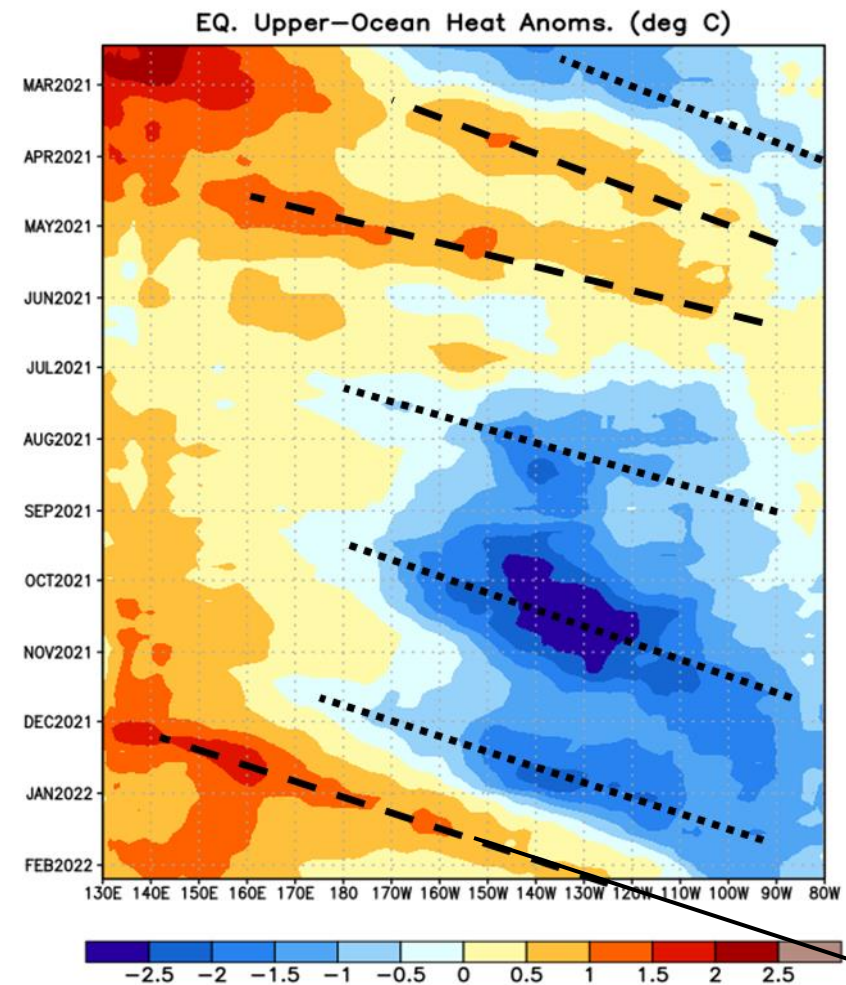 EQ. Upper-Ocean Heat Anoms. (deg C)
MAR2021
APR2021
MAY2021
JUN2021
JUL2021
AUG2021
SEP2021
OCT2021
NOV2021
DEC2021
JAN2022
FEB2022
130E 140E 150E 160E 170E 180 170W 160W 150W 140W 130W 120W 110W 100W 90W 80W
-2.5 -2 -1.5 -1 -0.5 0 0.5 1 1.5 2 2.5